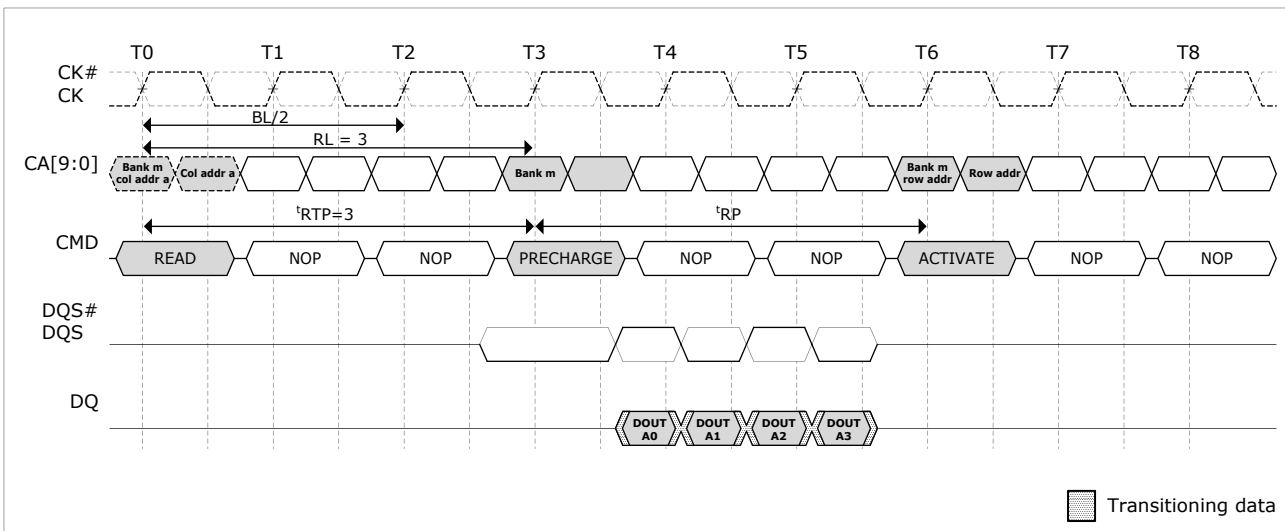 T0 T1 T2 T3 T4 T5 T6 T7 T8
CK#
CK
BL/2
RL = 3
CA[9:0]
Bank m col addr a
Col addr a
Bank m
Bank m row addr
Row addr
tRTP=3
tRP
CMD
READ NOP NOP PRECHARGE NOP NOP ACTIVATE NOP NOP
DQS#
DQS
DQ
DOUT A0
DOUT A1
DOUT A2
DOUT A3
Transitioning data